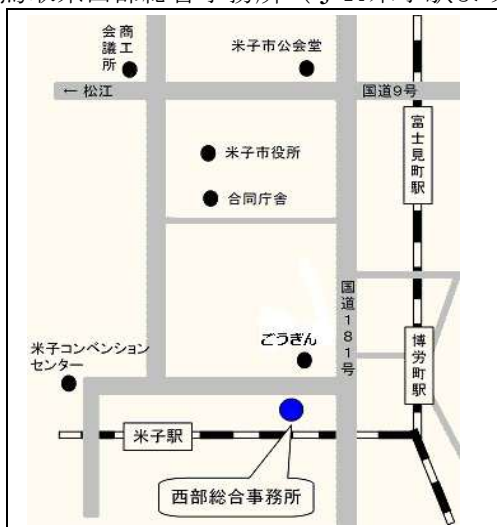 商工
会議所
米子市公会堂
← 松江
国道9号
富士見町駅
米子市役所
合同庁舎
国道181号
ごうぎん
米子コンベンション
センター
博労町駅
米子駅
西部総合事務所